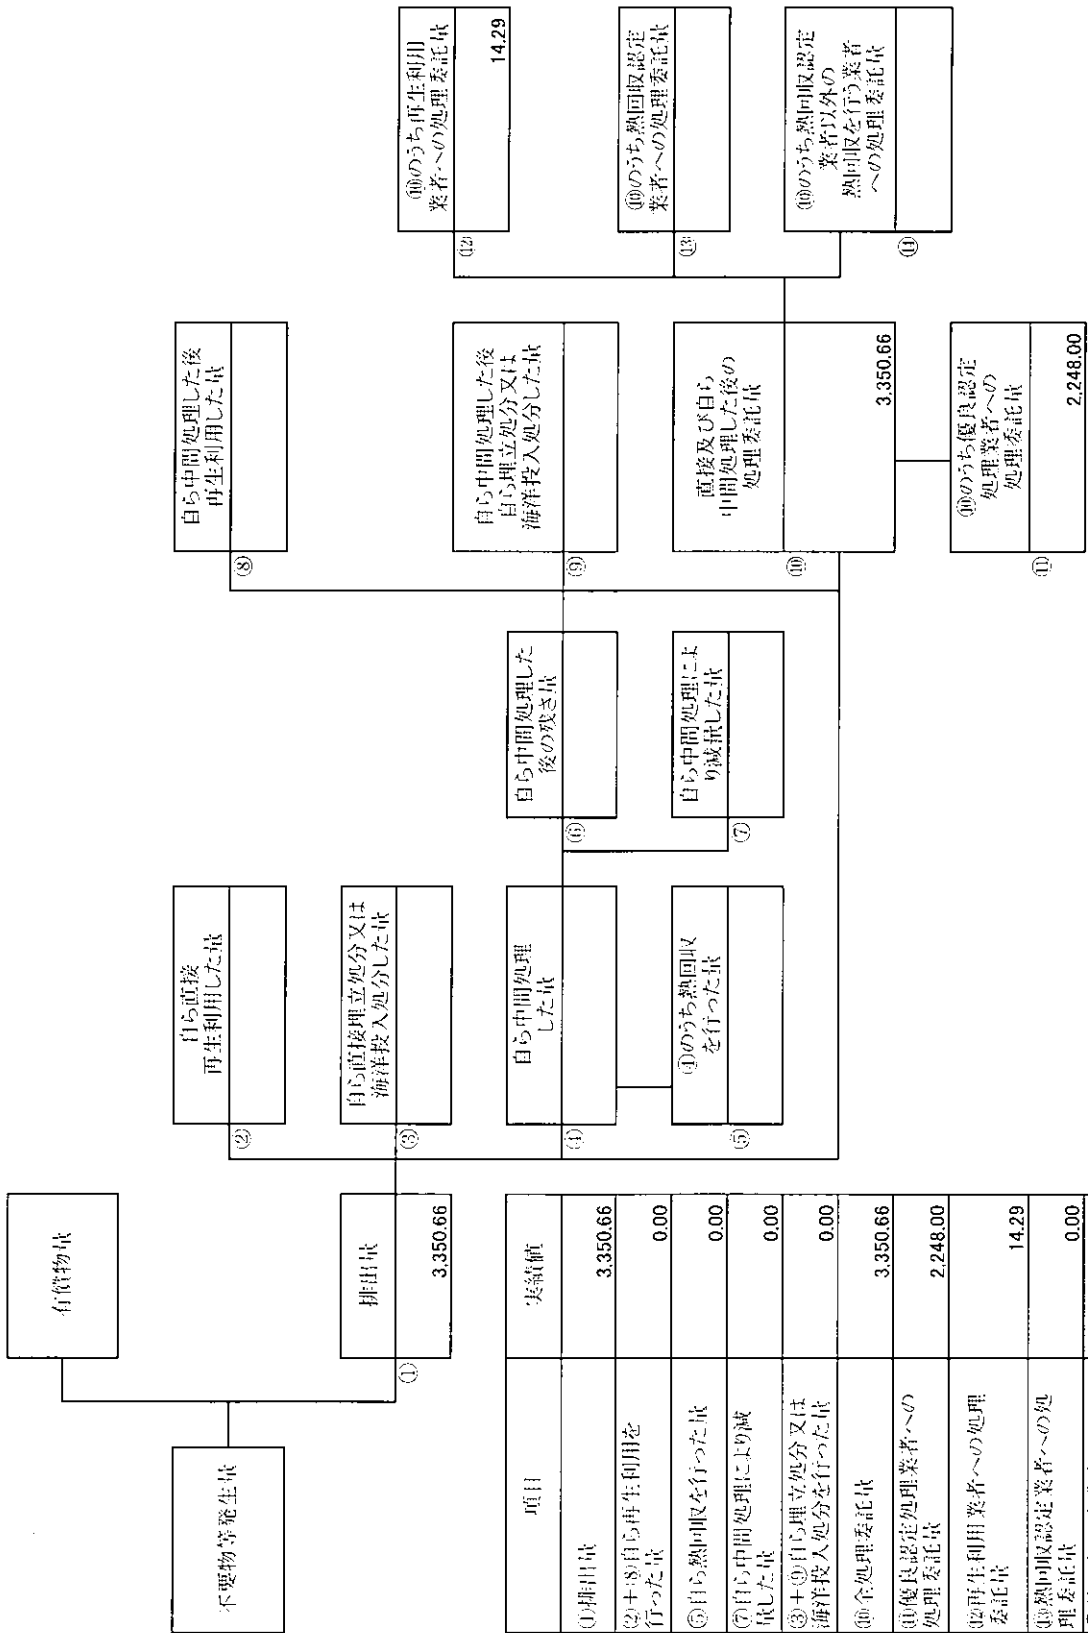 不要物等発生量
有償物量
①
排出量
3,350.66
②
自ら直接
再生利用した量
③
自ら直接埋立処分又は
海洋投入処分した量
④
自ら中間処理
した量
⑤
④のうち熱回収
を行った量
⑥
自ら中間処理した
後の残さ量
⑦
自ら中間処理によ
り減量した量
⑧
自ら中間処理した後
再生利用した量
⑨
自ら中間処理した後
自ら埋立処分又は
海洋投入処分した量
⑩
直接及び自ら
中間処理した後の
処理委託量
3,350.66
⑪
⑩のうち優良認定
処理業者への
処理委託量
2,248.00
⑫
⑩のうち再生利用
業者への処理委託量
14.29
⑬
⑩のうち熱回収認定
業者への処理委託量
⑭
⑩のうち熱回収認定
業者以外の
熱回収を行う業者
への処理委託量
項目
実績値
①排出量
3,350.66
②+⑧自ら再生利用を
行った量
0.00
⑤自ら熱回収を行った量
0.00
⑦自ら中間処理により減
量した量
0.00
③+⑨自ら埋立処分又は
海洋投入処分を行った量
0.00
⑩全処理委託量
3,350.66
⑪優良認定処理業者への
処理委託量
2,248.00
⑫再生利用業者への処理
委託量
14.29
⑬熱回収認定業者への処
理委託量
0.00